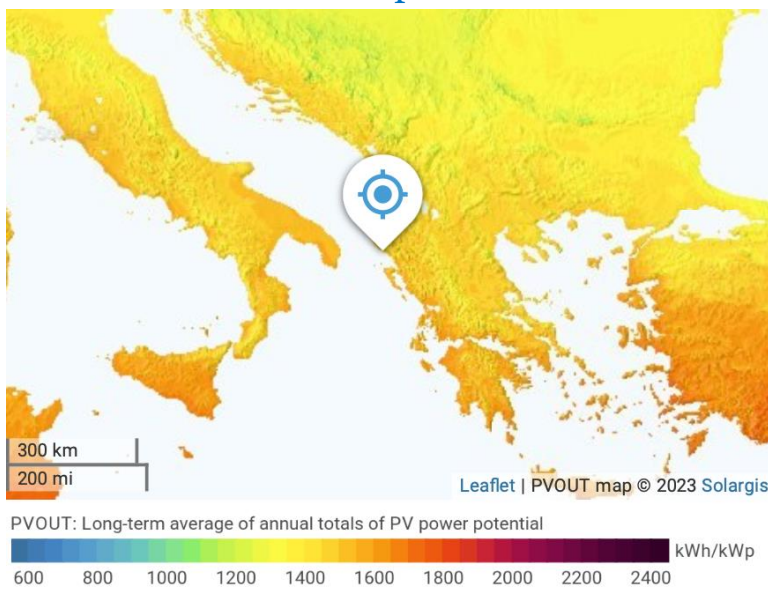 300 km
200 mi
Leaflet | PVOUT map © 2023 Solargis
PVOUT: Long-term average of annual totals of PV power potential
kWh/kWp
600 800 1000 1200 1400 1600 1800 2000 2200 2400